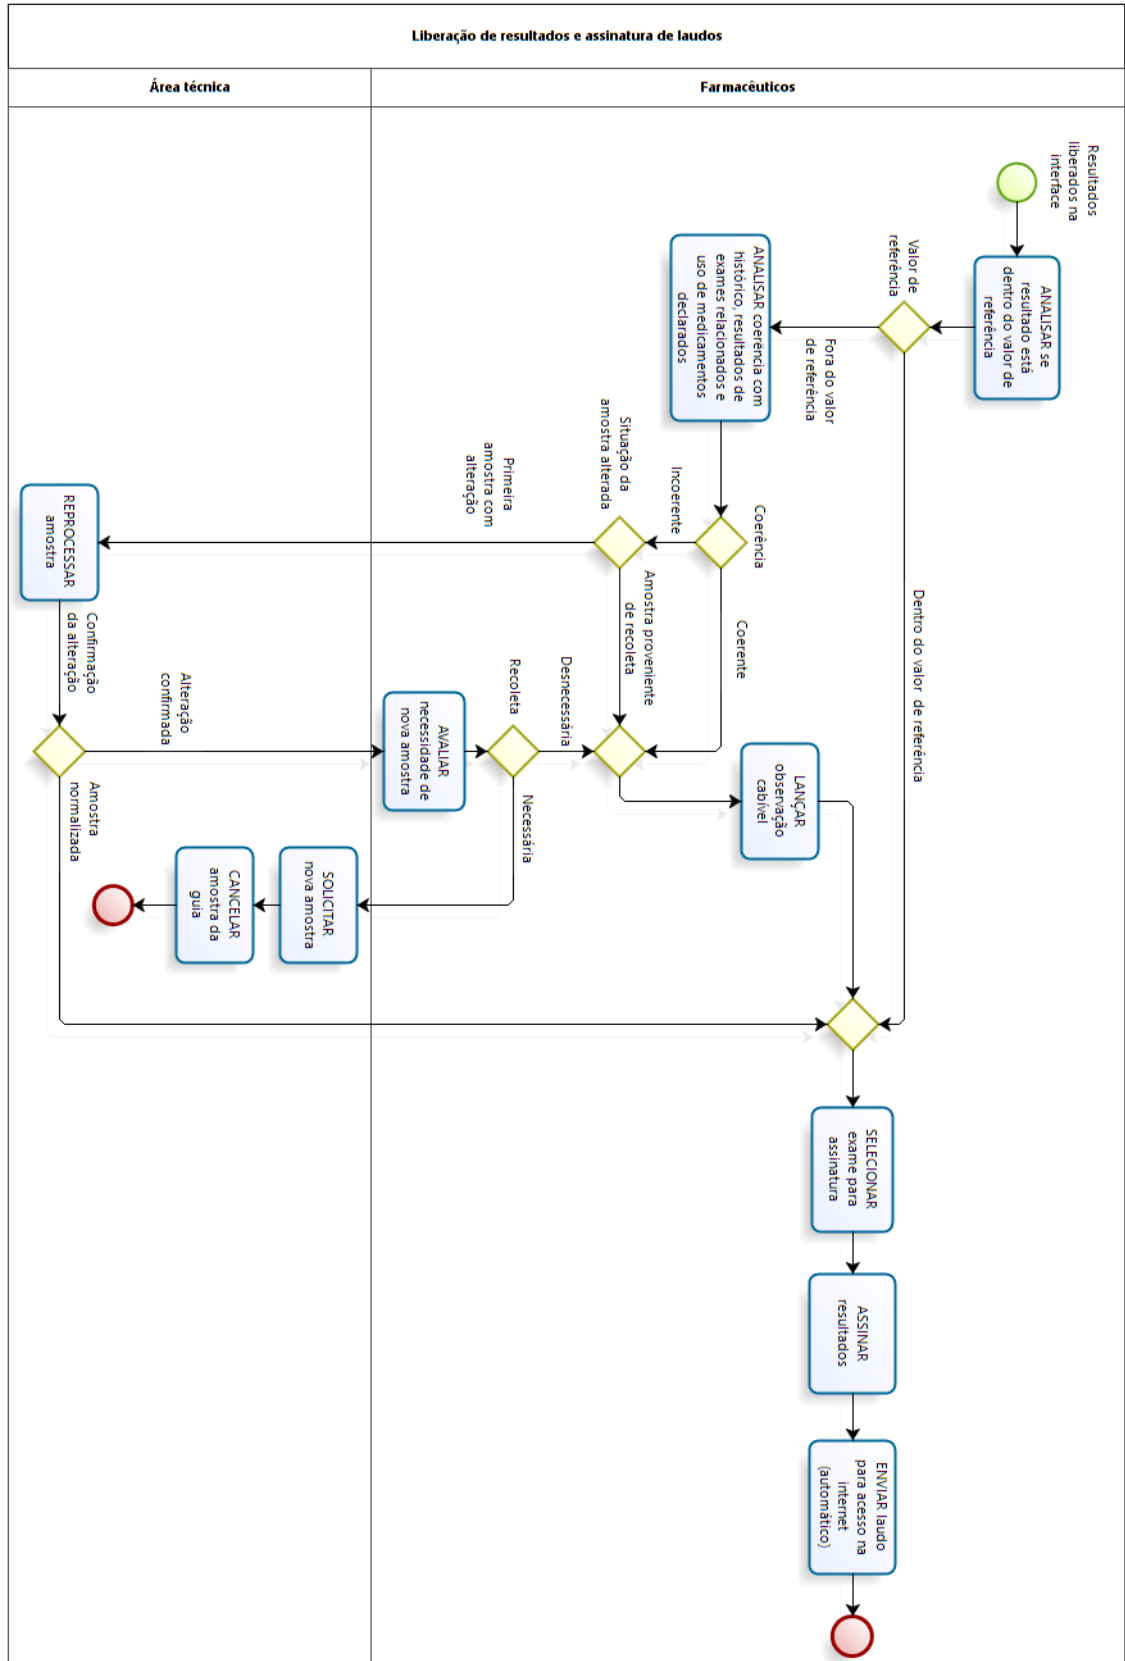 Liberação de resultados e assinatura de laudos
Área técnica
Farmacêuticos
Resultados
liberados na
interface
ANALISAR se
resultado está
dentro do valor de
referência
Valor de
referência
Fora do valor
de referência
Dentro do valor de referência
ANALISAR coerência com
histórico, resultados de
exames relacionados e
uso de medicamentos
declarados
Coerência
Incoerente
Coerente
Situação da
amostra alterada
Primeira
amostra com
alteração
Amostra proveniente
de recoleta
REPROCESSAR
amostra
Confirmação
da alteração
Alteração
confirmada
Amostra
normalizada
AVALIAR
necessidade de
nova amostra
Recoleta
Desnecessária
Necessária
LANÇAR
observação
cabível
SOLICITAR
nova amostra
CANCELAR
amostra da
guia
SELECIONAR
exame para
assinatura
ASSINAR
resultados
ENVIAR laudo
para acesso na
internet
(automático)